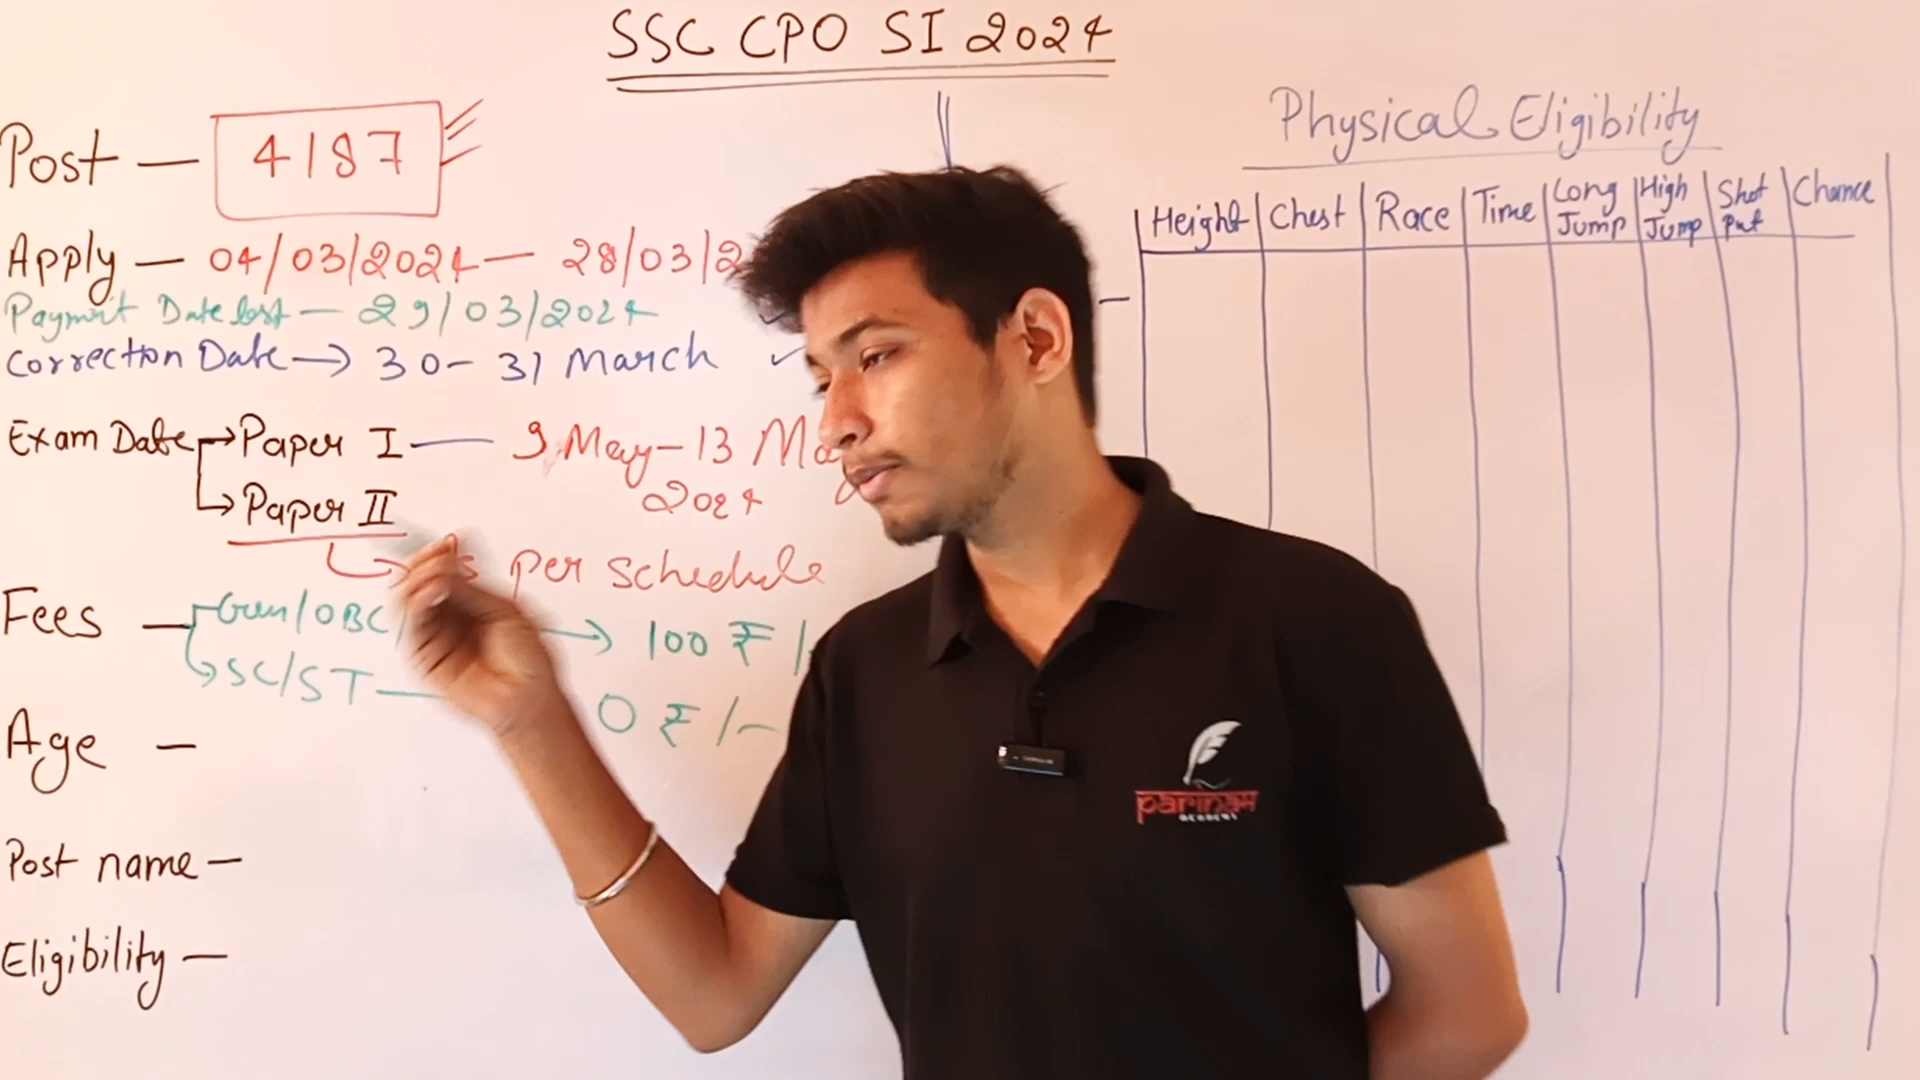 SSC CPO SI 2024
Post — 4187
Apply — 04/03/2024 — 28/03/2
Payment Date last — 29/03/2024
Correction Date → 30 - 31 March
Exam Date → Paper I — 9 May - 13 Ma
2024
→ Paper II
per schedule
Fees — Gen/OBC/ → 100 ₹ /-
SC/ST — 0 ₹ /-
Age —
Post name —
Eligibility —
Physical Eligibility
Height Chest Race Time Long Jump High Jump Shot Put Chance
parinam
ACADEMY